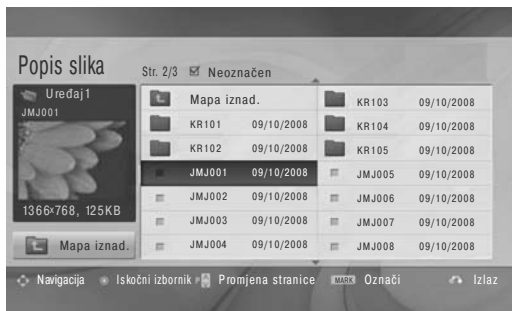 Popis slika
Str. 2/3 Neoznačen
Uređaj1
JMJ001
1366x768, 125KB
Mapa iznad.
Mapa iznad.
KR101 09/10/2008
KR102 09/10/2008
JMJ001 09/10/2008
JMJ002 09/10/2008
JMJ003 09/10/2008
JMJ004 09/10/2008
KR103 09/10/2008
KR104 09/10/2008
KR105 09/10/2008
JMJ005 09/10/2008
JMJ006 09/10/2008
JMJ007 09/10/2008
JMJ008 09/10/2008
Navigacija Iskočni izbornik P Promjena stranice MARK Označi Izlaz